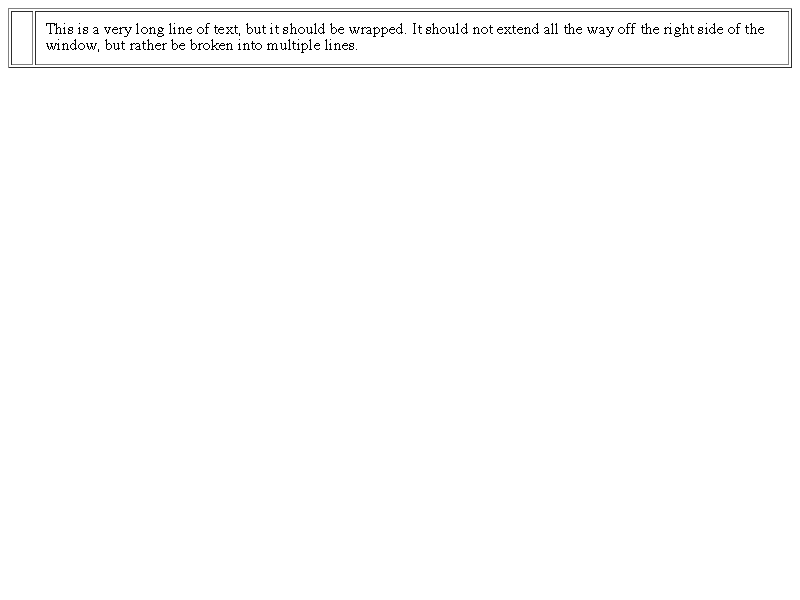 This is a very long line of text, but it should be wrapped. It should not extend all the way off the right side of the
window, but rather be broken into multiple lines.